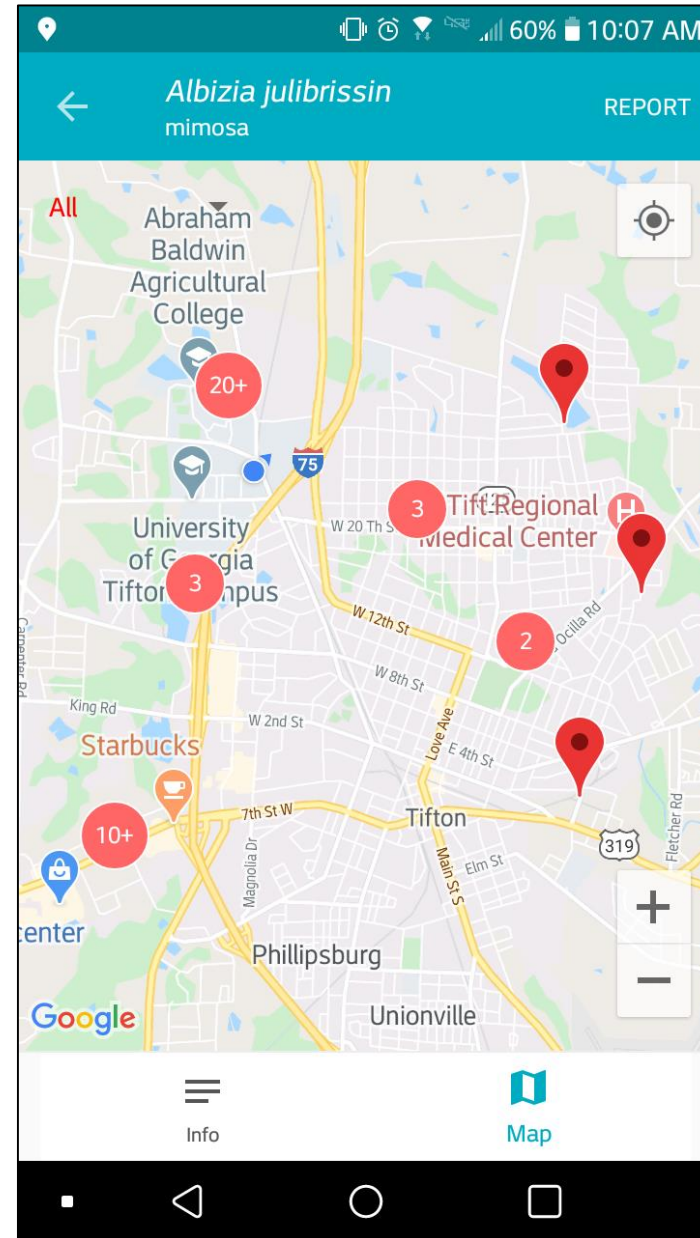 60% 10:07 AM
Albizia julibrissin
mimosa
REPORT
All
Abraham
Baldwin
Agricultural
College
20+
75
3
Tift Regional
H
Medical Center
W 20 Th S
University
of Georgia
Tifton Campus
3
W 12th St
2
Ocilla Rd
Carpenter Rd
W 8th St
King Rd
W 2nd St
Love Ave
E 4th St
Starbucks
7th St W
Tifton
10+
319
Fletcher Rd
Magnolia Dr
Main St S
Elm St
center
+
−
Phillipsburg
Google
Unionville
Info
Map